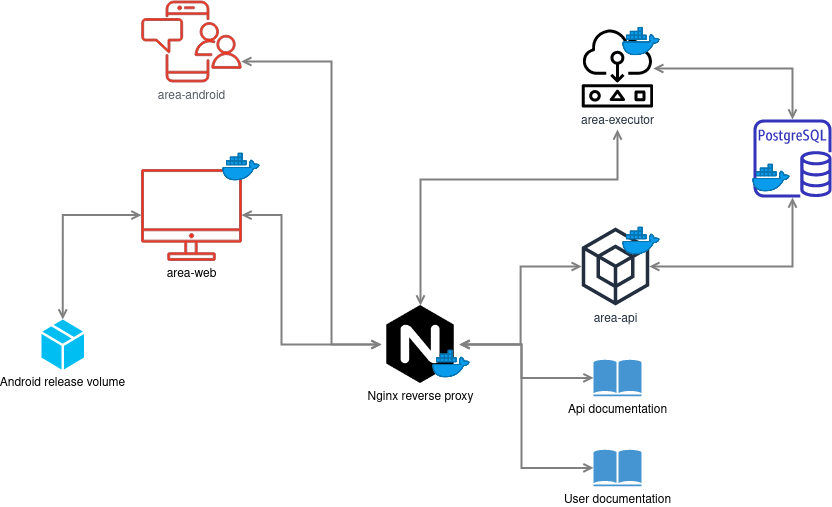 area-android
area-executor
PostgreSQL
area-web
area-api
Android release volume
N
Nginx reverse proxy
Api documentation
User documentation